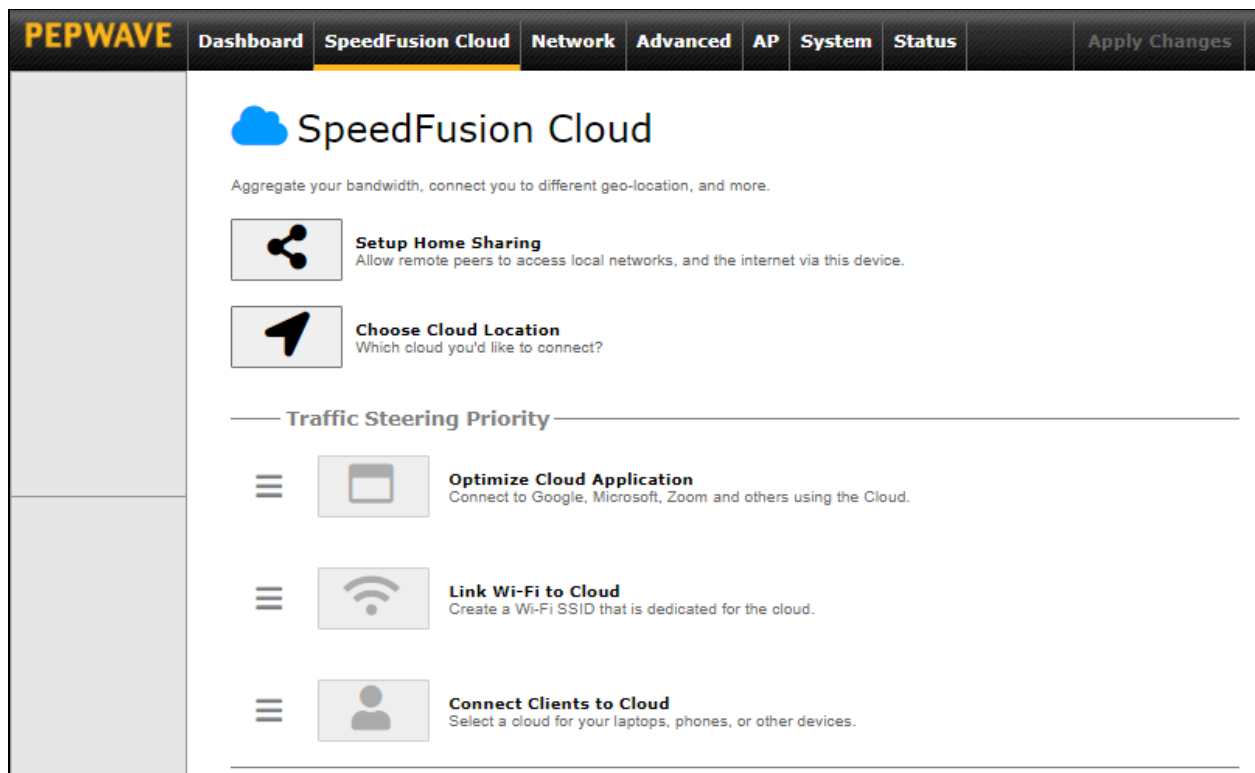 PEPWAVE Dashboard SpeedFusion Cloud Network Advanced AP System Status Apply Changes
SpeedFusion Cloud
Aggregate your bandwidth, connect you to different geo-location, and more.
Setup Home Sharing
Allow remote peers to access local networks, and the internet via this device.
Choose Cloud Location
Which cloud you'd like to connect?
Traffic Steering Priority
Optimize Cloud Application
Connect to Google, Microsoft, Zoom and others using the Cloud.
Link Wi-Fi to Cloud
Create a Wi-Fi SSID that is dedicated for the cloud.
Connect Clients to Cloud
Select a cloud for your laptops, phones, or other devices.